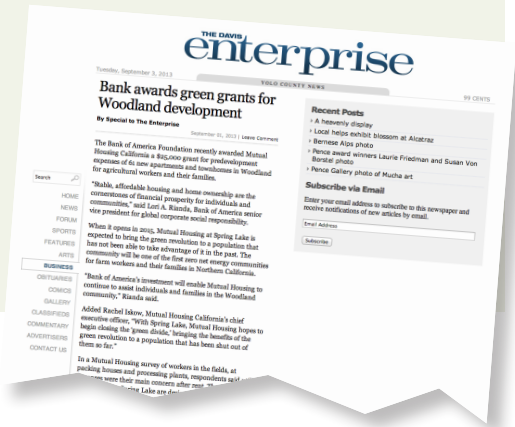 THE DAVIS
enterprise
Tuesday, September 3, 2013
YOLO COUNTY NEWS
99 CENTS
Bank awards green grants for
Woodland development
By Special to The Enterprise
September 01, 2013 | Leave Comment
The Bank of America Foundation recently awarded Mutual
Housing California a $25,000 grant for predevelopment
expenses of 61 new apartments and townhomes in Woodland
for agricultural workers and their families.
"Stable, affordable housing and home ownership are the
cornerstones of financial prosperity for individuals and
communities," said Lori A. Rianda, Bank of America senior
vice president for global corporate social responsibility.
When it opens in 2015, Mutual Housing at Spring Lake is
expected to bring the green revolution to a population that
has not been able to take advantage of it in the past. The
community will be one of the first zero net energy communities
for farm workers and their families in Northern California.
"Bank of America's investment will enable Mutual Housing to
continue to assist individuals and families in the Woodland
community," Rianda said.
Added Rachel Iskow, Mutual Housing California's chief
executive officer, "With Spring Lake, Mutual Housing hopes to
begin closing the 'green divide,' bringing the benefits of the
green revolution to a population that has been shut out of
them so far."
In a Mutual Housing survey of workers in the fields, at
packing houses and processing plants, respondents said
were their main concern after rent.
Spring Lake are
Search
HOME
NEWS
FORUM
SPORTS
FEATURES
ARTS
BUSINESS
OBITUARIES
COMICS
GALLERY
CLASSIFIEDS
COMMENTARY
ADVERTISERS
CONTACT US
Recent Posts
› A heavenly display
› Local helps exhibit blossom at Alcatraz
› Bernese Alps photo
› Pence award winners Laurie Friedman and Susan Von
Borstel photo
› Pence Gallery photo of Mucha art
Subscribe via Email
Enter your email address to subscribe to this newspaper and
receive notifications of new articles by email.
Email Address
Subscribe